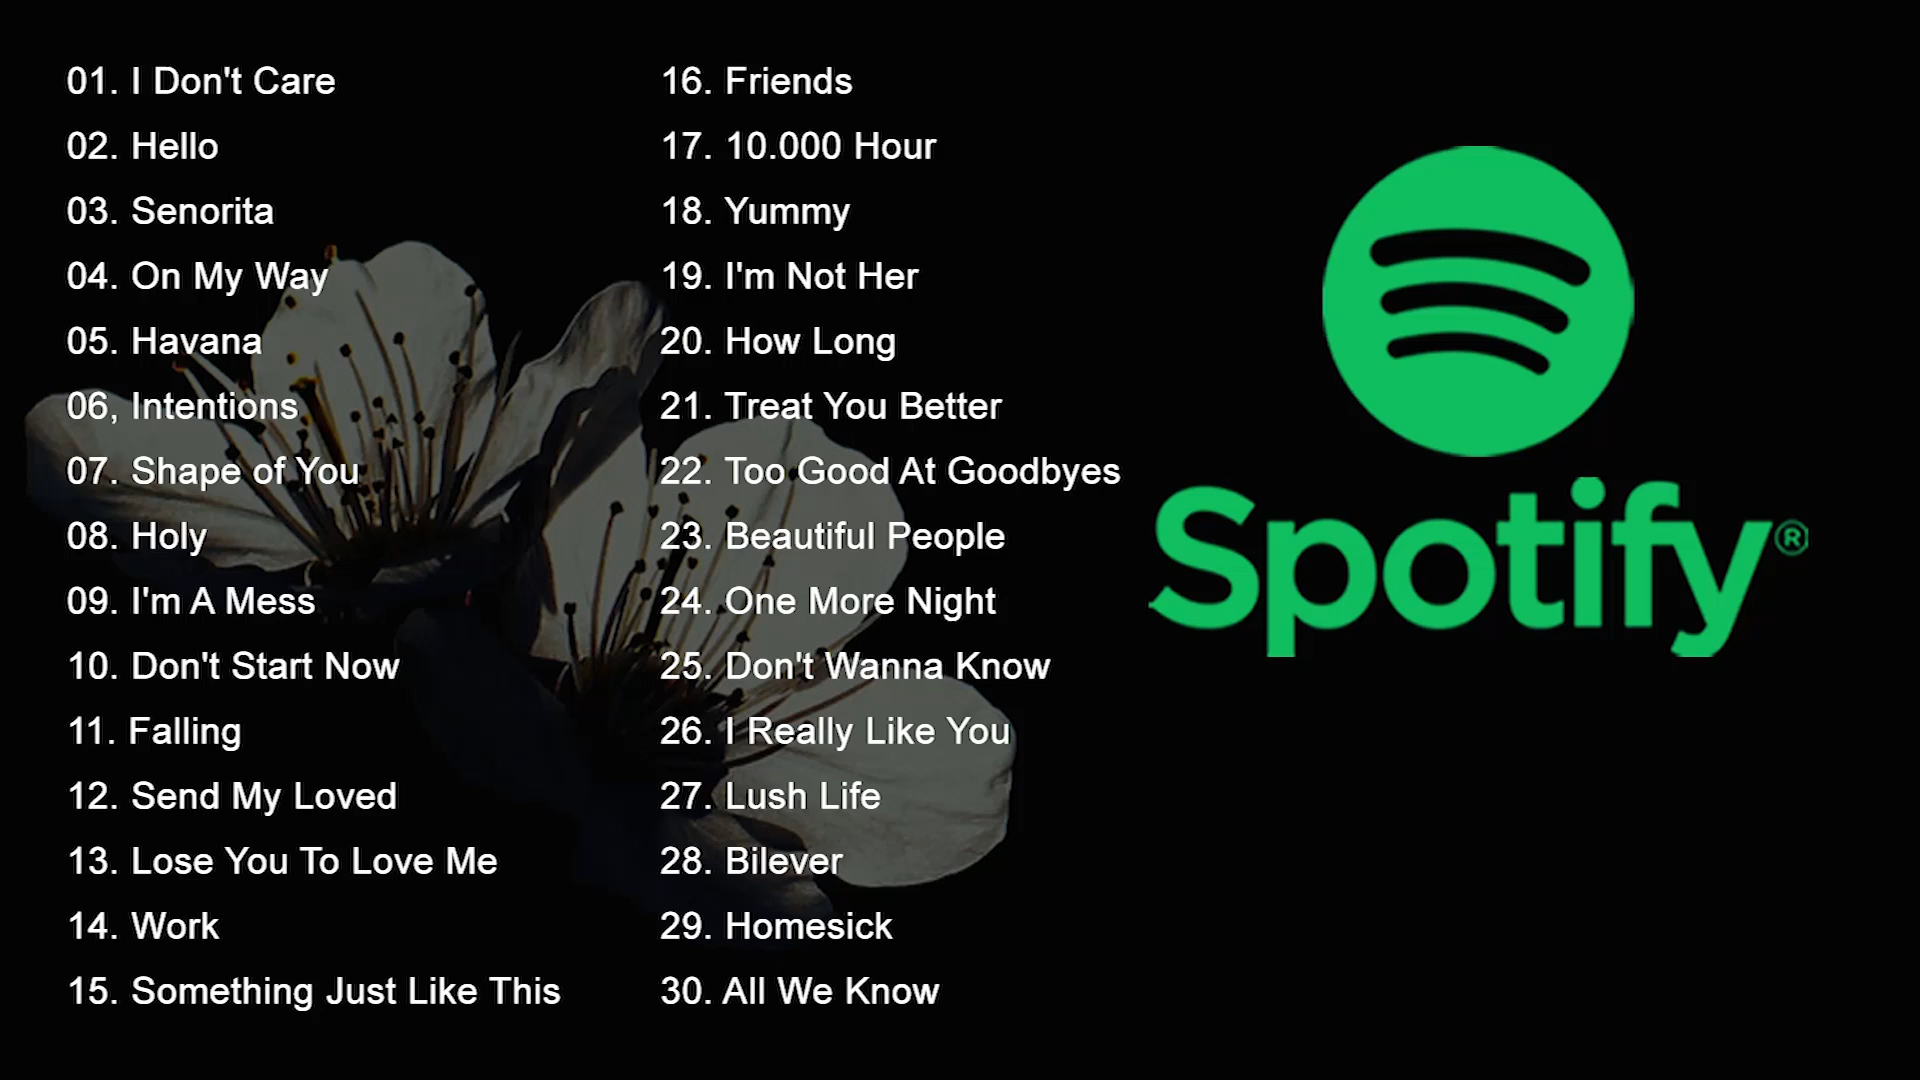 01. I Don't Care
02. Hello
03. Senorita
04. On My Way
05. Havana
06, Intentions
07. Shape of You
08. Holy
09. I'm A Mess
10. Don't Start Now
11. Falling
12. Send My Loved
13. Lose You To Love Me
14. Work
15. Something Just Like This
16. Friends
17. 10.000 Hour
18. Yummy
19. I'm Not Her
20. How Long
21. Treat You Better
22. Too Good At Goodbyes
23. Beautiful People
24. One More Night
25. Don't Wanna Know
26. I Really Like You
27. Lush Life
28. Bilever
29. Homesick
30. All We Know
Spotify®